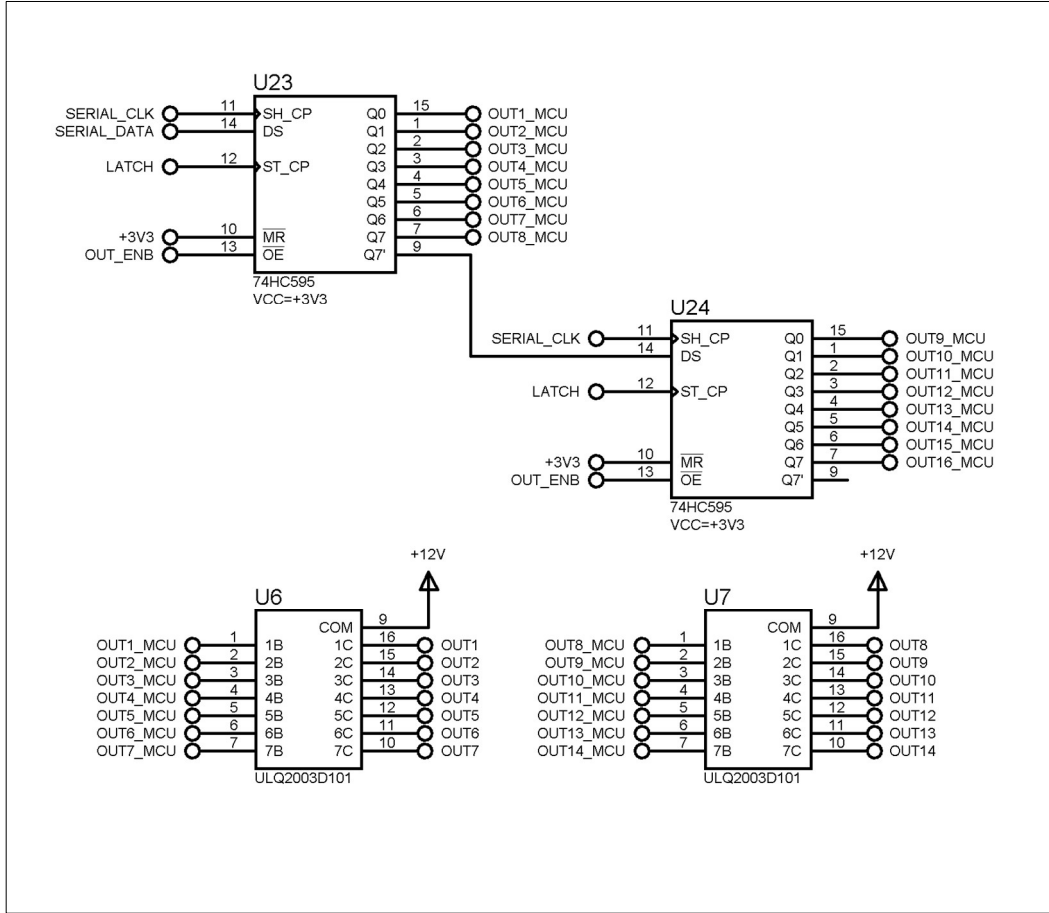 U23
SERIAL_CLK 11 SH_CP Q0 15 OUT1_MCU
SERIAL_DATA 14 DS Q1 1 OUT2_MCU
Q2 2 OUT3_MCU
LATCH 12 ST_CP Q3 3 OUT4_MCU
Q4 4 OUT5_MCU
Q5 5 OUT6_MCU
Q6 6 OUT7_MCU
+3V3 10 MR Q7 7 OUT8_MCU
OUT_ENB 13 OE Q7' 9
74HC595
VCC=+3V3
U24
SERIAL_CLK 11 SH_CP Q0 15 OUT9_MCU
14 DS Q1 1 OUT10_MCU
Q2 2 OUT11_MCU
LATCH 12 ST_CP Q3 3 OUT12_MCU
Q4 4 OUT13_MCU
Q5 5 OUT14_MCU
Q6 6 OUT15_MCU
+3V3 10 MR Q7 7 OUT16_MCU
OUT_ENB 13 OE Q7' 9
74HC595
VCC=+3V3
+12V
U6
COM 9
OUT1_MCU 1 1B 1C 16 OUT1
OUT2_MCU 2 2B 2C 15 OUT2
OUT3_MCU 3 3B 3C 14 OUT3
OUT4_MCU 4 4B 4C 13 OUT4
OUT5_MCU 5 5B 5C 12 OUT5
OUT6_MCU 6 6B 6C 11 OUT6
OUT7_MCU 7 7B 7C 10 OUT7
ULQ2003D101
+12V
U7
COM 9
OUT8_MCU 1 1B 1C 16 OUT8
OUT9_MCU 2 2B 2C 15 OUT9
OUT10_MCU 3 3B 3C 14 OUT10
OUT11_MCU 4 4B 4C 13 OUT11
OUT12_MCU 5 5B 5C 12 OUT12
OUT13_MCU 6 6B 6C 11 OUT13
OUT14_MCU 7 7B 7C 10 OUT14
ULQ2003D101